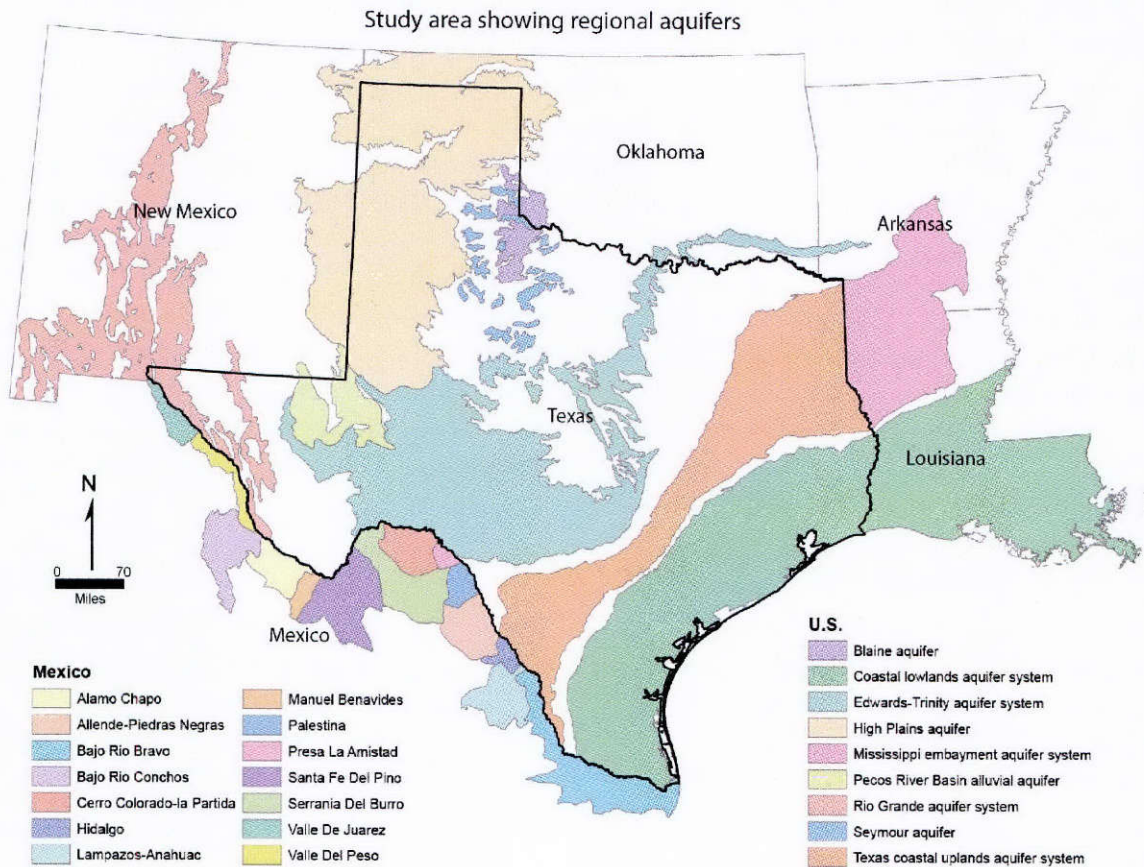 Study area showing regional aquifers
Oklahoma
New Mexico
Arkansas
Texas
Louisiana
N
0 70
Miles
Mexico
Mexico
Alamo Chapo
Allende-Piedras Negras
Bajo Rio Bravo
Bajo Rio Conchos
Cerro Colorado-la Partida
Hidalgo
Lampazos-Anahuac
Manuel Benavides
Palestina
Presa La Amistad
Santa Fe Del Pino
Serrania Del Burro
Valle De Juarez
Valle Del Peso
U.S.
Blaine aquifer
Coastal lowlands aquifer system
Edwards-Trinity aquifer system
High Plains aquifer
Mississippi embayment aquifer system
Pecos River Basin alluvial aquifer
Rio Grande aquifer system
Seymour aquifer
Texas coastal uplands aquifer system